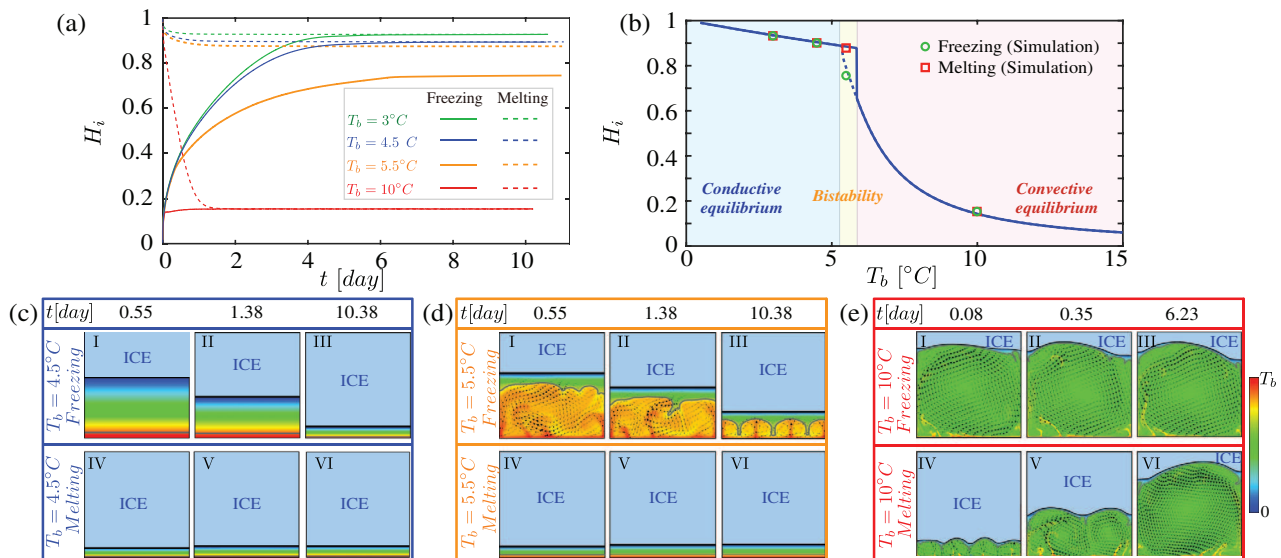 (a)
H_i
1
0.8
0.6
0.4
0.2
0
0 2 4 6 8 10
t [day]
Freezing Melting
T_b = 3°C
T_b = 4.5 C
T_b = 5.5°C
T_b = 10°C
(b)
H_i
1
0.8
0.6
0.4
0.2
0
0 5 10 15
T_b [°C]
Freezing (Simulation)
Melting (Simulation)
Conductive
equilibrium
Bistability
Convective
equilibrium
(c)
t[day] 0.55 1.38 10.38
T_b = 4.5°C
Freezing
I II III
ICE ICE ICE
T_b = 4.5°C
Melting
IV V VI
ICE ICE ICE
(d)
t[day] 0.55 1.38 10.38
T_b = 5.5°C
Freezing
I II III
ICE ICE ICE
T_b = 5.5°C
Melting
IV V VI
ICE ICE ICE
(e)
t[day] 0.08 0.35 6.23
T_b = 10°C
Freezing
I II III
ICE ICE ICE
T_b = 10°C
Melting
IV V VI
ICE ICE ICE
T_b
0